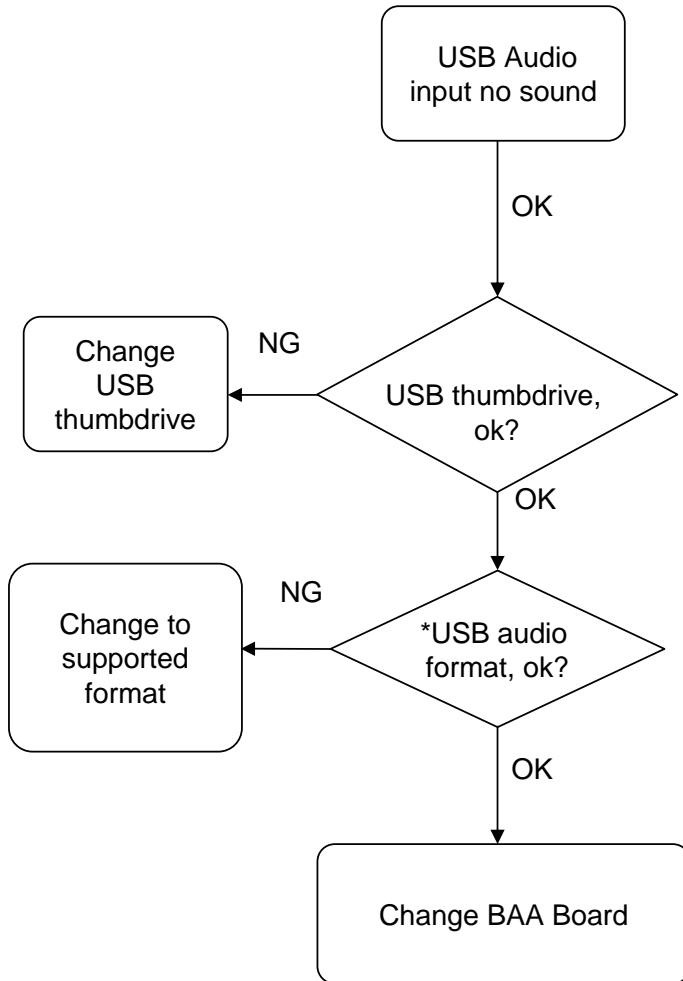 USB Audio
input no sound
OK
NG
Change
USB
thumbdrive
USB thumbdrive,
ok?
OK
NG
Change to
supported
format
*USB audio
format, ok?
OK
Change BAA Board